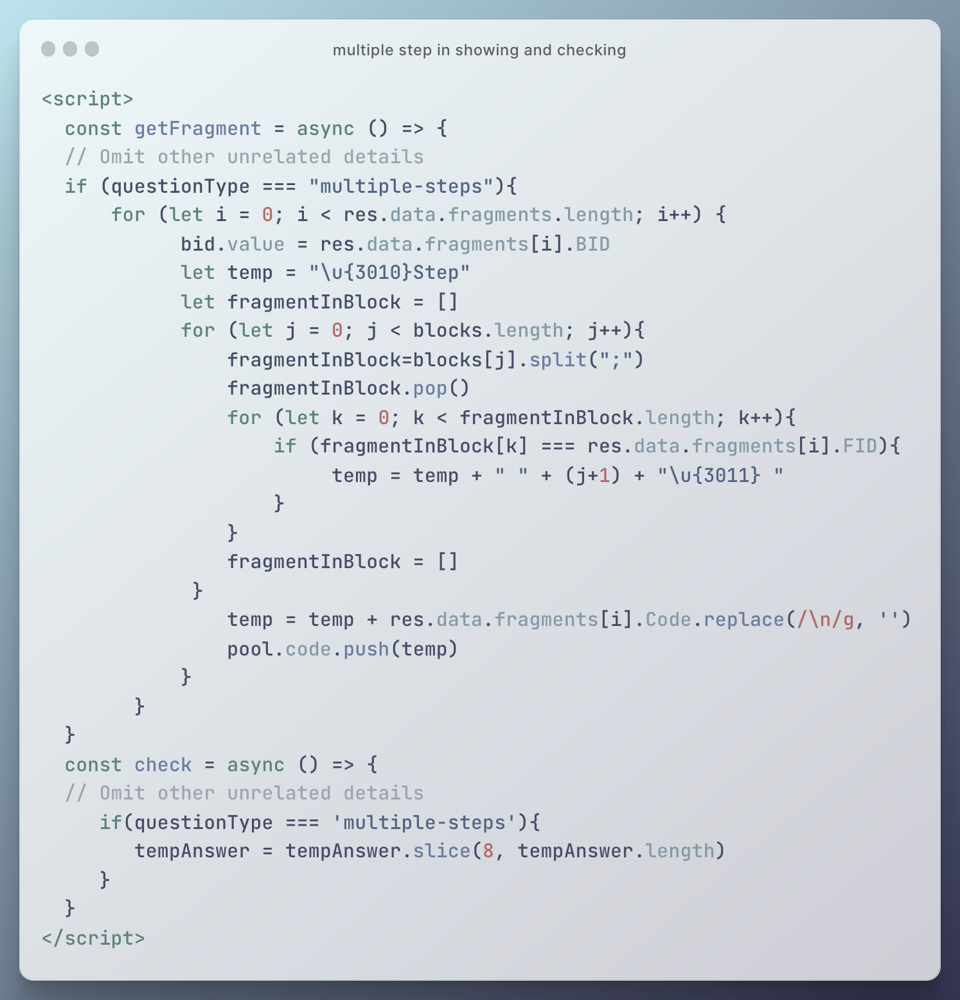 multiple step in showing and checking
<script>
  const getFragment = async () => {
  // Omit other unrelated details
  if (questionType === "multiple-steps"){
      for (let i = 0; i < res.data.fragments.length; i++) {
            bid.value = res.data.fragments[i].BID
            let temp = "\u{3010}Step"
            let fragmentInBlock = []
            for (let j = 0; j < blocks.length; j++){
                fragmentInBlock=blocks[j].split(";")
                fragmentInBlock.pop()
                for (let k = 0; k < fragmentInBlock.length; k++){
                    if (fragmentInBlock[k] === res.data.fragments[i].FID){
                         temp = temp + " " + (j+1) + "\u{3011} "
                    }
                }
                fragmentInBlock = []
             }
                temp = temp + res.data.fragments[i].Code.replace(/\n/g, '')
                pool.code.push(temp)
            }
        }
  }
  const check = async () => {
  // Omit other unrelated details
     if(questionType === 'multiple-steps'){
        tempAnswer = tempAnswer.slice(8, tempAnswer.length)
     }
  }
</script>